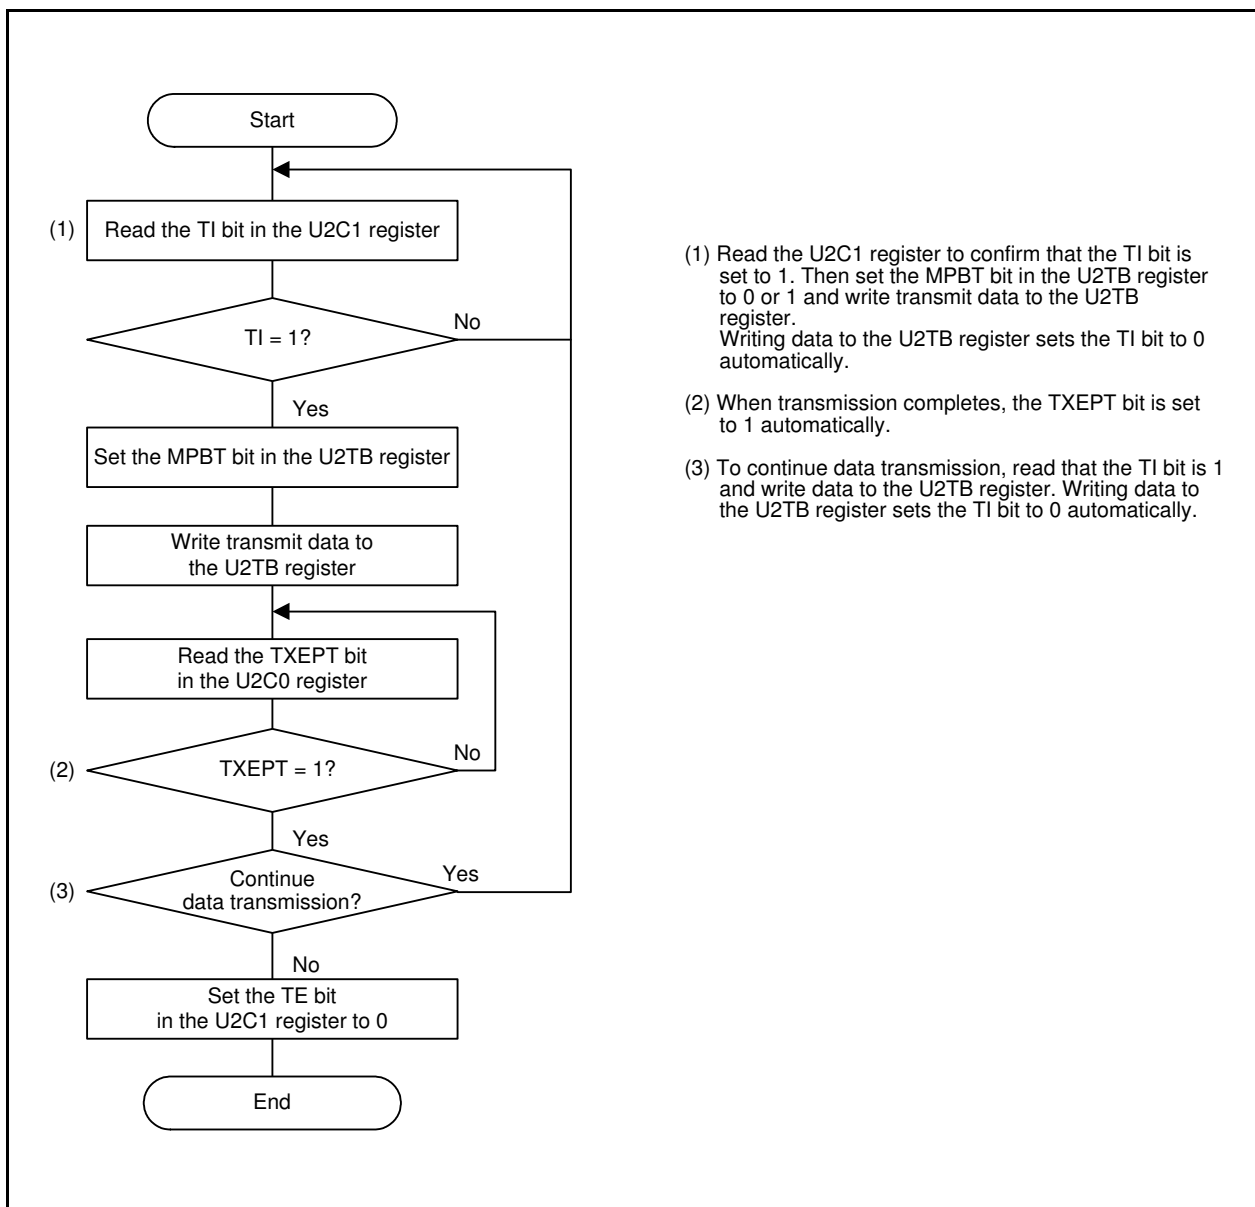 Start
(1)
Read the TI bit in the U2C1 register
TI = 1?
No
Yes
Set the MPBT bit in the U2TB register
Write transmit data to
the U2TB register
Read the TXEPT bit
in the U2C0 register
(2)
TXEPT = 1?
No
Yes
(3)
Continue
data transmission?
Yes
No
Set the TE bit
in the U2C1 register to 0
End
(1) Read the U2C1 register to confirm that the TI bit is
set to 1. Then set the MPBT bit in the U2TB register
to 0 or 1 and write transmit data to the U2TB
register.
Writing data to the U2TB register sets the TI bit to 0
automatically.
(2) When transmission completes, the TXEPT bit is set
to 1 automatically.
(3) To continue data transmission, read that the TI bit is 1
and write data to the U2TB register. Writing data to
the U2TB register sets the TI bit to 0 automatically.